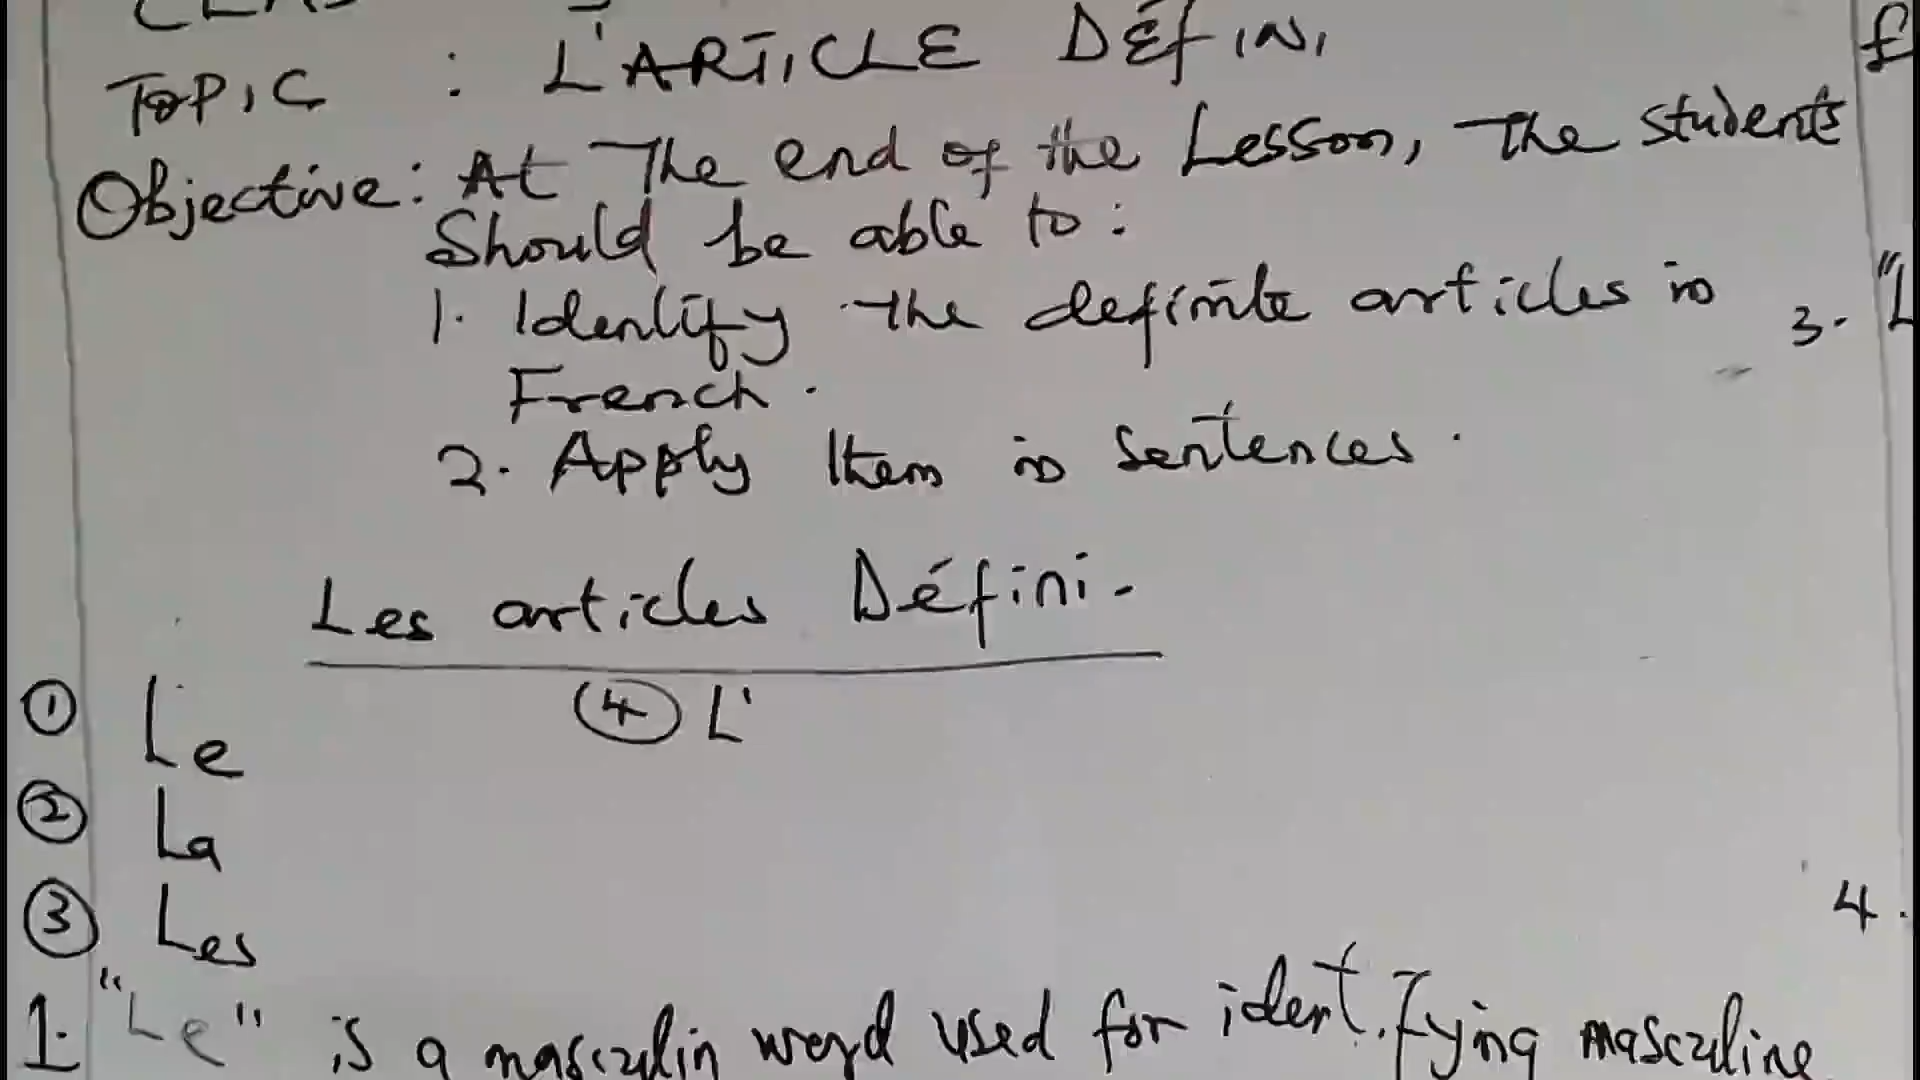 TOPIC : L'ARTICLE DÉFINI
Objective: At The end of the Lesson, The students
Should be able to:
1. Identify the definite articles in
French.
2. Apply them in Sentences.
Les articles Défini-
① Le
④ L'
② La
③ Les
1. "Le" is a masculin word used for identifying masculine
3. "L
4.